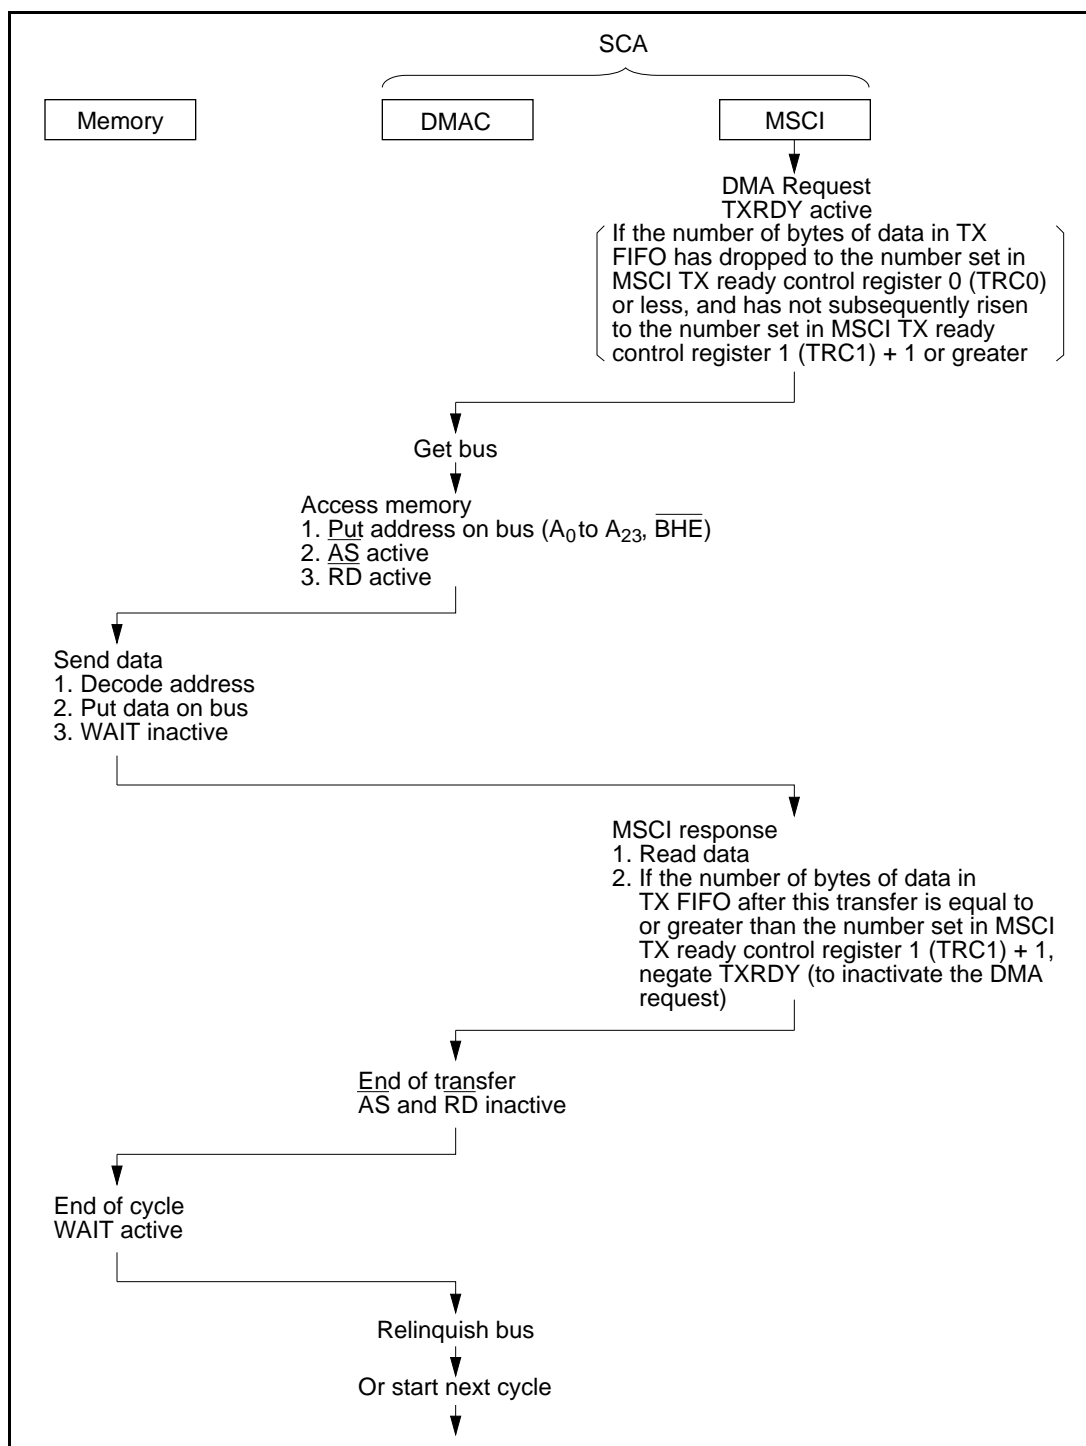 SCA
Memory
DMAC
MSCI
DMA Request
TXRDY active
If the number of bytes of data in TX
FIFO has dropped to the number set in
MSCI TX ready control register 0 (TRC0)
or less, and has not subsequently risen
to the number set in MSCI TX ready
control register 1 (TRC1) + 1 or greater
Get bus
Access memory
1. Put address on bus (A₀ to A₂₃, B̅H̅E̅)
2. A̅S̅ active
3. R̅D̅ active
Send data
1. Decode address
2. Put data on bus
3. WAIT inactive
MSCI response
1. Read data
2. If the number of bytes of data in
TX FIFO after this transfer is equal to
or greater than the number set in MSCI
TX ready control register 1 (TRC1) + 1,
negate TXRDY (to inactivate the DMA
request)
End of transfer
A̅S̅ and R̅D̅ inactive
End of cycle
WAIT active
Relinquish bus
Or start next cycle